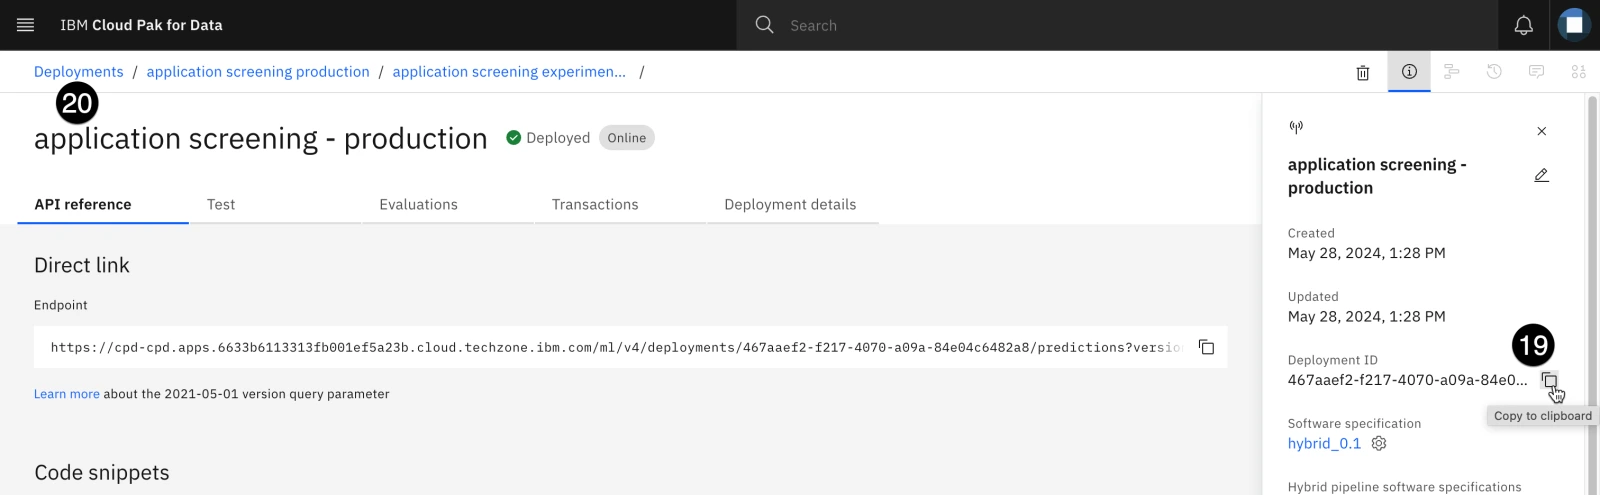 IBM Cloud Pak for Data
Search
Deployments / application screening production / application screening experimen... /
20
application screening - production
Deployed
Online
API reference
Test
Evaluations
Transactions
Deployment details
Direct link
Endpoint
https://cpd-cpd.apps.6633b6113313fb001ef5a23b.cloud.techzone.ibm.com/ml/v4/deployments/467aaef2-f217-4070-a09a-84e04c6482a8/predictions?versio
Learn more about the 2021-05-01 version query parameter
Code snippets
application screening -
production
Created
May 28, 2024, 1:28 PM
Updated
May 28, 2024, 1:28 PM
19
Deployment ID
467aaef2-f217-4070-a09a-84e0...
Copy to clipboard
Software specification
hybrid_0.1
Hybrid pipeline software specifications